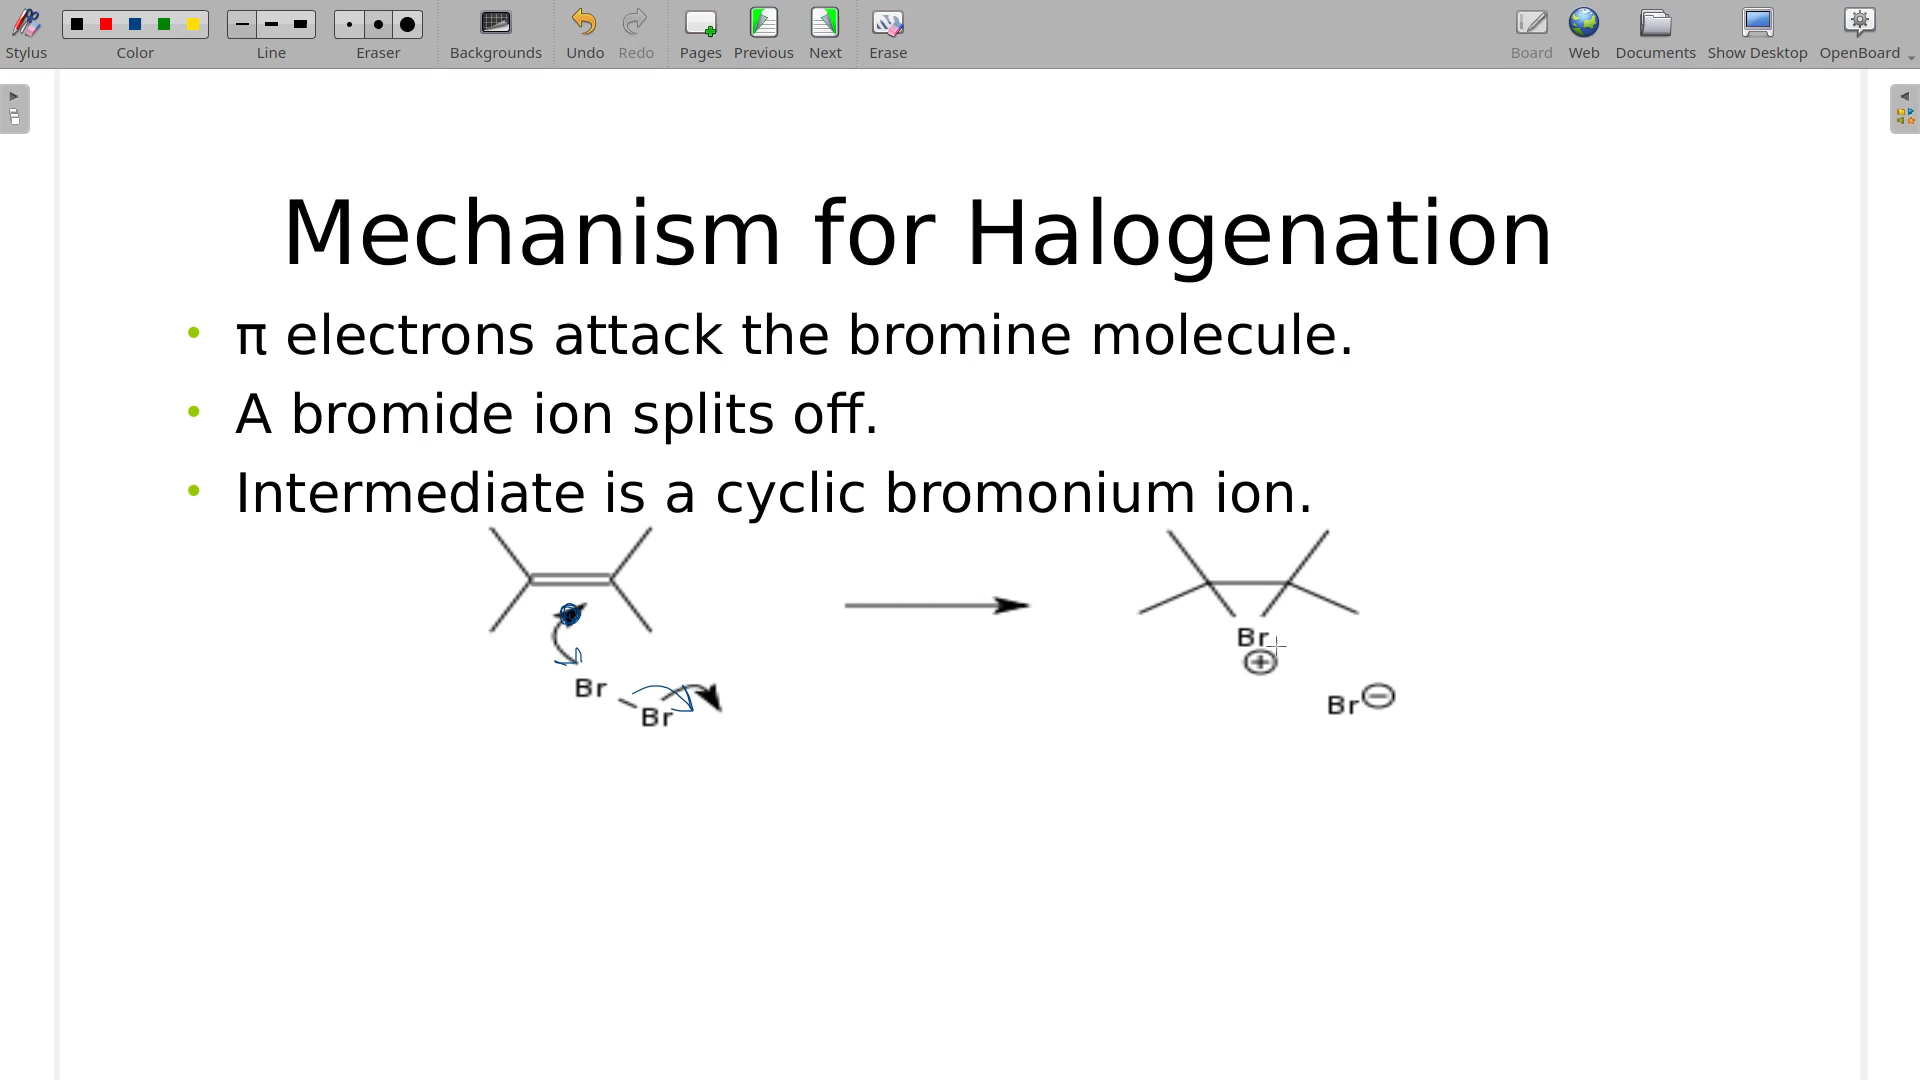 Stylus Color Line Eraser Backgrounds Undo Redo Pages Previous Next Erase Board Web Documents Show Desktop OpenBoard
Mechanism for Halogenation
• π electrons attack the bromine molecule.
• A bromide ion splits off.
• Intermediate is a cyclic bromonium ion.
Br
Br
Br
+
Br −